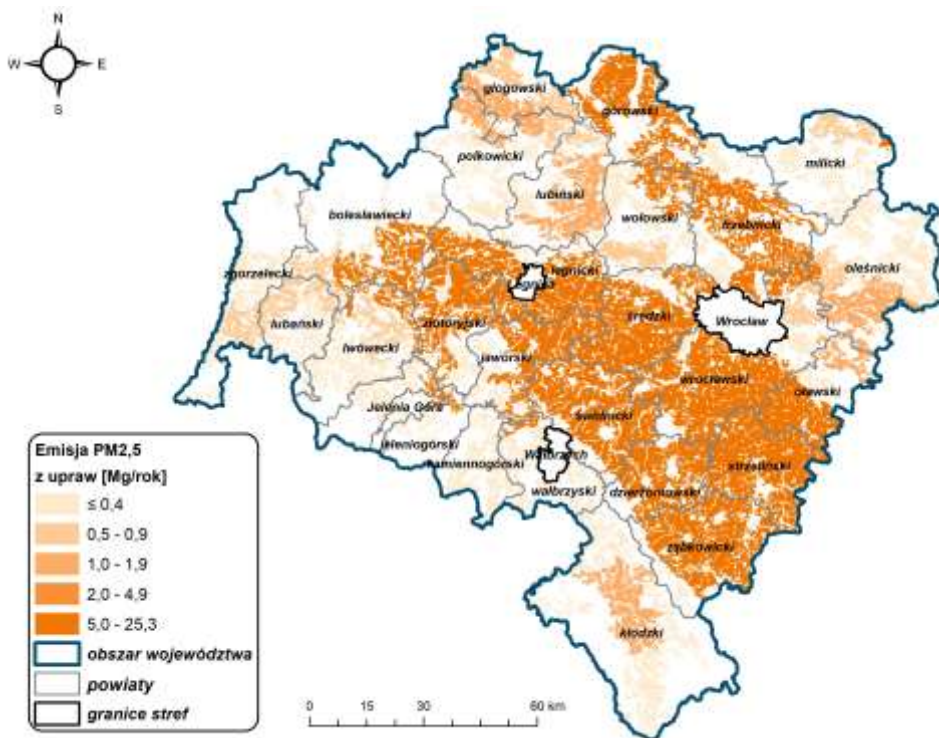 N
W E
S
głogowski
górowski
polkowicki
milicki
lubiński
bolesławiecki
wołowski
trzebnicki
zgorzelecki
legnicki
oleśnicki
Legnica
lubański
złotoryjski
średzki
Wrocław
lwówecki
jaworski
wrocławski
oławski
Jelenia Góra
świdnicki
jeleniogórski
Wałbrzych
kamiennogórski
strzeliński
wałbrzyski
dzierżoniowski
ząbkowicki
kłodzki
Emisja PM2,5
z upraw [Mg/rok]
≤ 0,4
0,5 - 0,9
1,0 - 1,9
2,0 - 4,9
5,0 - 25,3
obszar województwa
powiaty
granice stref
0 15 30 60 km